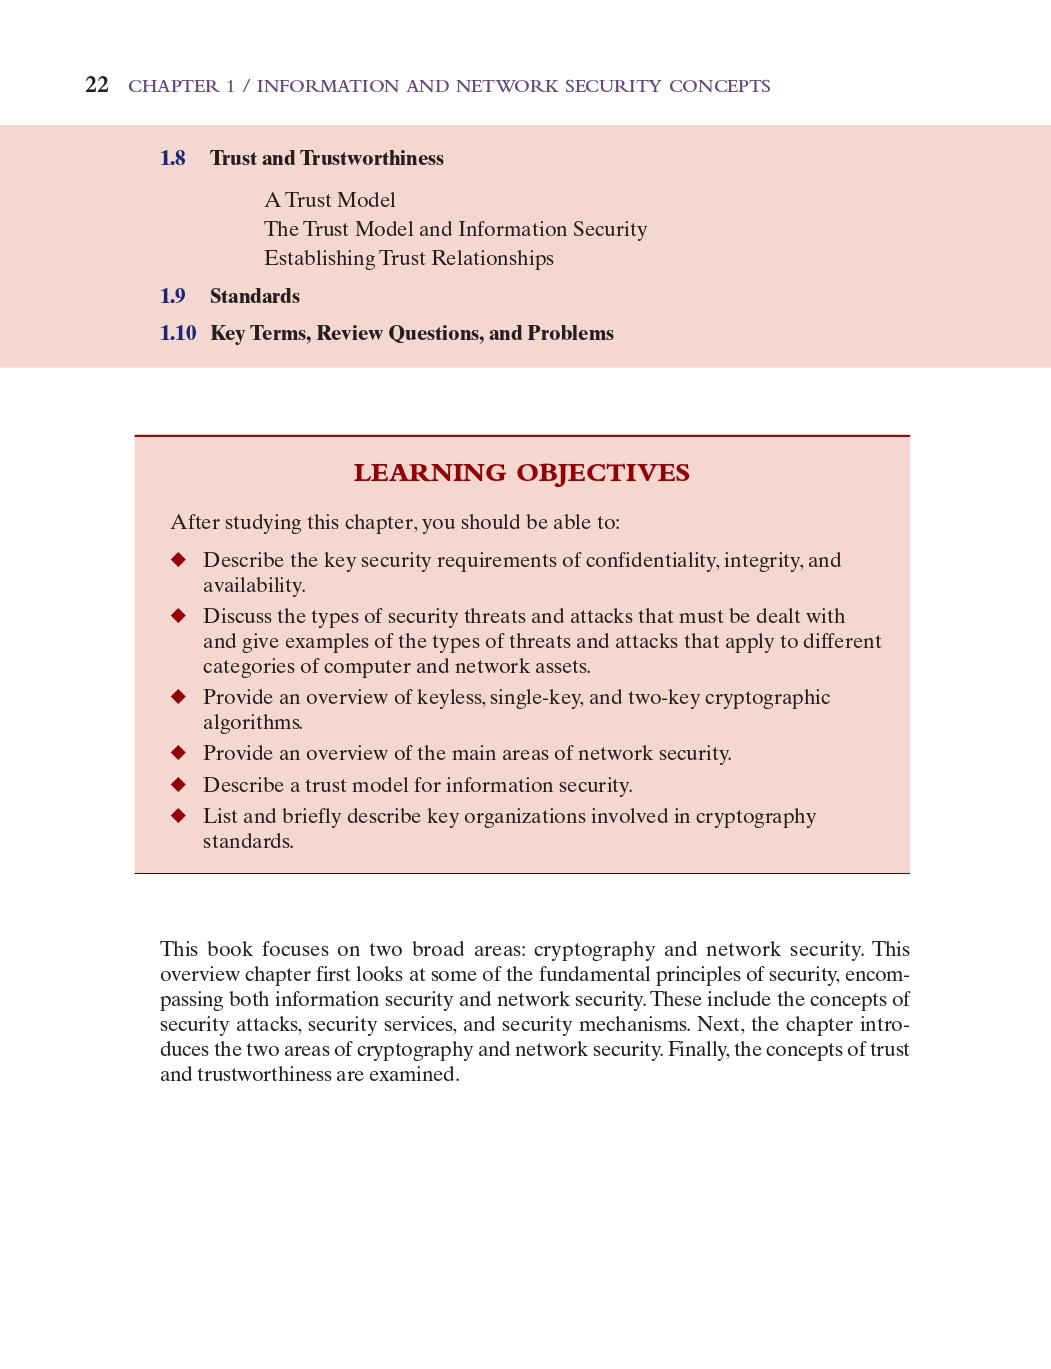 22 CHAPTER 1 / INFORMATION AND NETWORK SECURITY CONCEPTS
1.8 Trust and Trustworthiness
A Trust Model
The Trust Model and Information Security
Establishing Trust Relationships
1.9 Standards
1.10 Key Terms, Review Questions, and Problems
LEARNING OBJECTIVES
After studying this chapter, you should be able to:
◆ Describe the key security requirements of confidentiality, integrity, and
availability.
◆ Discuss the types of security threats and attacks that must be dealt with
and give examples of the types of threats and attacks that apply to different
categories of computer and network assets.
◆ Provide an overview of keyless, single-key, and two-key cryptographic
algorithms.
◆ Provide an overview of the main areas of network security.
◆ Describe a trust model for information security.
◆ List and briefly describe key organizations involved in cryptography
standards.
This book focuses on two broad areas: cryptography and network security. This
overview chapter first looks at some of the fundamental principles of security, encom-
passing both information security and network security. These include the concepts of
security attacks, security services, and security mechanisms. Next, the chapter intro-
duces the two areas of cryptography and network security. Finally, the concepts of trust
and trustworthiness are examined.